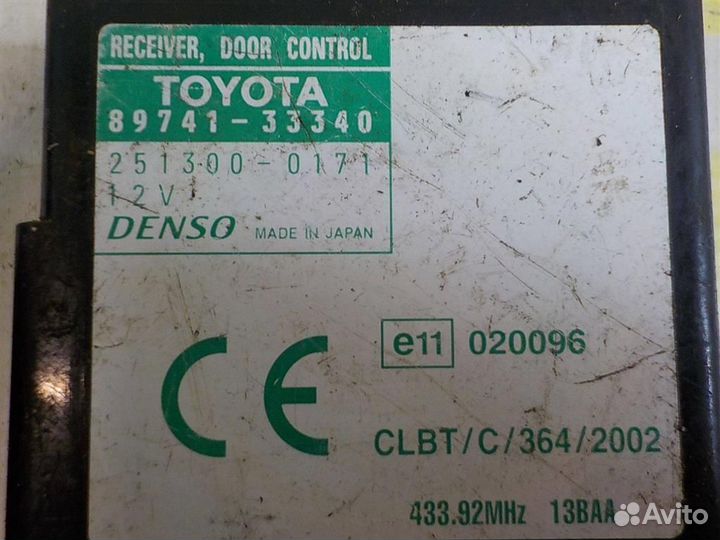 RECEIVER, DOOR CONTROL
TOYOTA
89741-33340
251300-0171
12V
DENSO MADE IN JAPAN
CE
e11 020096
CLBT/C/364/2002
433.92MHz 13BAA
Avito